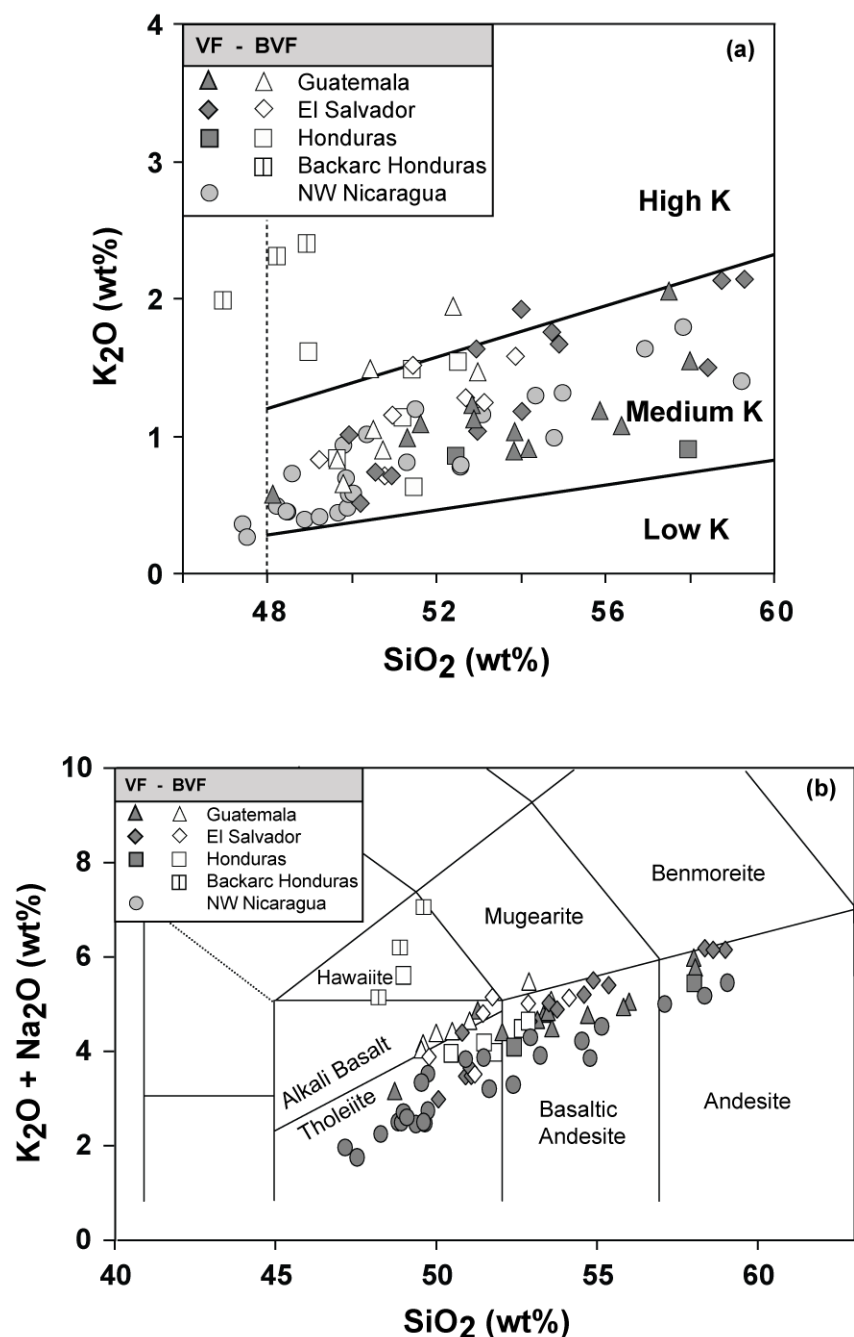 4
VF - BVF
(a)
Guatemala
El Salvador
Honduras
3
Backarc Honduras
NW Nicaragua
High K
K₂O (wt%)
2
Medium K
1
Low K
0
48 52 56 60
SiO₂ (wt%)
10
VF - BVF
(b)
Guatemala
El Salvador
Honduras
8
Backarc Honduras
NW Nicaragua
Benmoreite
Mugearite
K₂O + Na₂O (wt%)
6
Hawaiite
4
Alkali Basalt
Tholeiite
Basaltic
Andesite
Andesite
2
0
40 45 50 55 60
SiO₂ (wt%)